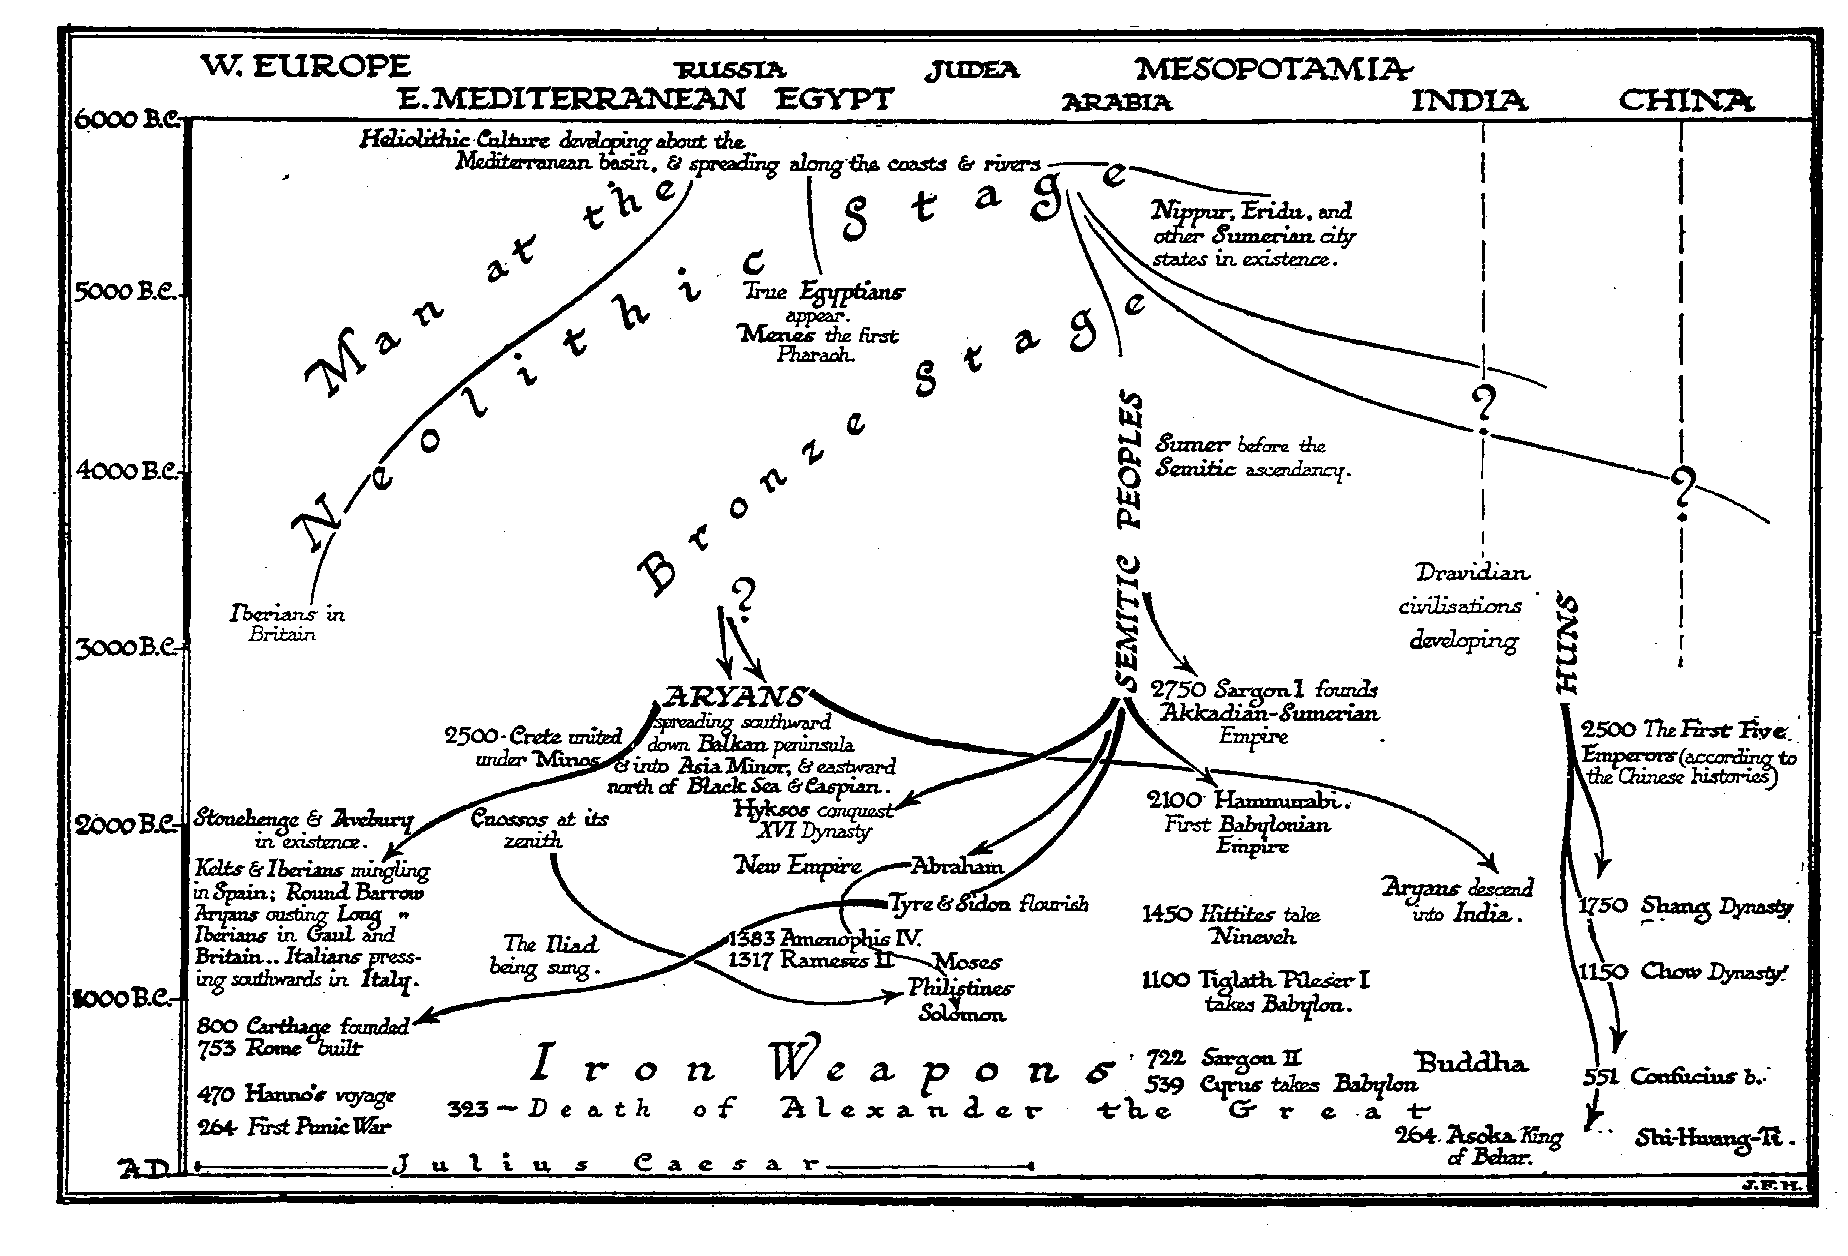 W. EUROPE
RUSSIA
JUDEA
MESOPOTAMIA
E. MEDITERRANEAN
EGYPT
ARABIA
INDIA
CHINA
6000 B.C.
5000 B.C.
4000 B.C.
3000 B.C.
2000 B.C.
1000 B.C.
A.D.
Heliolithic Culture developing about the
Mediterranean basin, & spreading along the coasts & rivers
Man at the
Neolithic Stage
Bronze stage
Nippur, Eridu, and
other Sumerian city
states in existence.
True Egyptians
appear.
Menes the first
Pharaoh.
SEMITIC PEOPLES
Sumer before the
Semitic ascendancy.
?
?
Iberians in
Britain
?
Dravidian
civilisations
developing
HUNS
ARYANS
spreading southward
down Balkan peninsula
& into Asia Minor, & eastward
north of Black Sea & Caspian.
2500 - Crete united
under Minos
2750 Sargon I founds
Akkadian-Sumerian
Empire
2500 The First Five
Emperors (according to
the Chinese histories)
Stonehenge & Avebury
in existence.
Cnossos at its
zenith
Hyksos conquest
XVI Dynasty
2100 Hammurabi.
First Babylonian
Empire
Kelts & Iberians mingling
in Spain; Round Barrow
Aryans ousting Long "
Iberians in Gaul and
Britain.. Italians press-
ing southwards in Italy.
New Empire
Abraham
Tyre & Sidon flourish
1450 Hittites take
Nineveh
Aryans descend
into India.
1750 Shang Dynasty
The Iliad
being sung.
1383 Amenophis IV.
1317 Rameses II
Moses
Philistines
Solomon
1100 Tiglath Pileser I
takes Babylon.
1150 Chow Dynasty
800 Carthage founded
753 Rome built
Iron Weapons
722 Sargon II
539 Cyrus takes Babylon
Buddha
551 Confucius b.
470 Hanno's voyage
323 - Death of Alexander the Great
264 First Punic War
264. Asoka King
of Behar.
Shi-Hwang-Ti.
Julius Caesar
J.F.H.